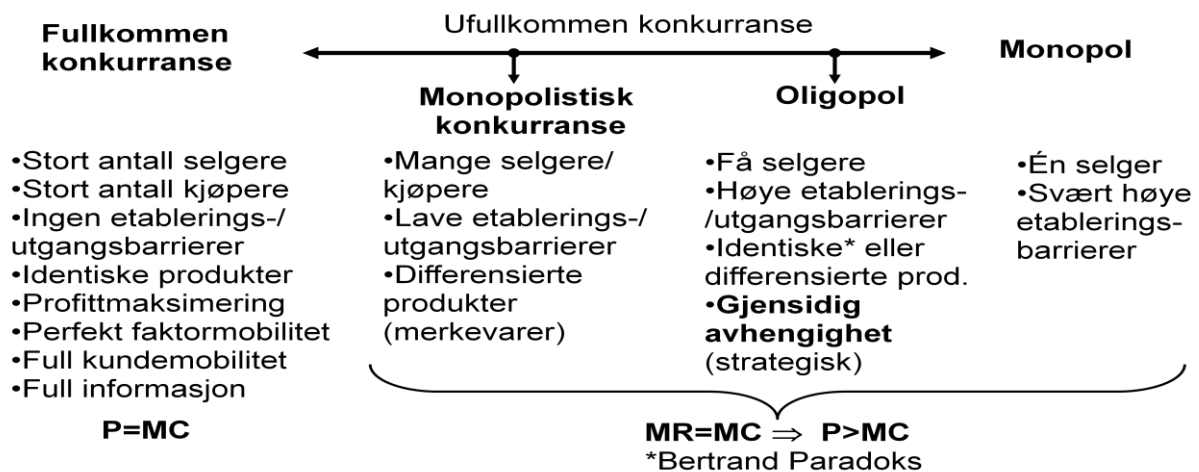 Fullkommen
konkurranse
Ufullkommen konkurranse
Monopol
Monopolistisk
konkurranse
Oligopol
•Stort antall selgere
•Stort antall kjøpere
•Ingen etablerings-/
utgangsbarrierer
•Identiske produkter
•Profittmaksimering
•Perfekt faktormobilitet
•Full kundemobilitet
•Full informasjon
P=MC
•Mange selgere/
kjøpere
•Lave etablerings-/
utgangsbarrierer
•Differensierte
produkter
(merkevarer)
•Få selgere
•Høye etablerings-
/utgangbarrierer
•Identiske* eller
differensierte prod.
•Gjensidig
avhengighet
(strategisk)
•Én selger
•Svært høye
etablerings-
barrierer
MR=MC ⇒ P>MC
*Bertrand Paradoks